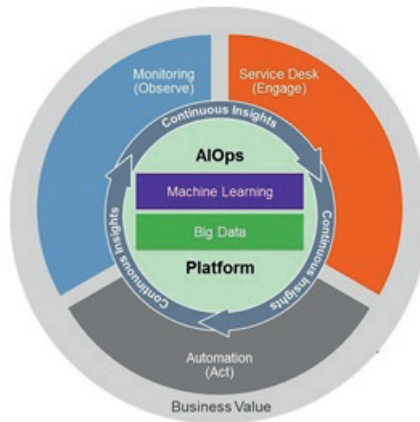 Monitoring
(Observe)
Service Desk
(Engage)
Continuous Insights
AIOps
Machine Learning
Big Data
Platform
Continuous Insights
Continuous Insights
Automation
(Act)
Business Value